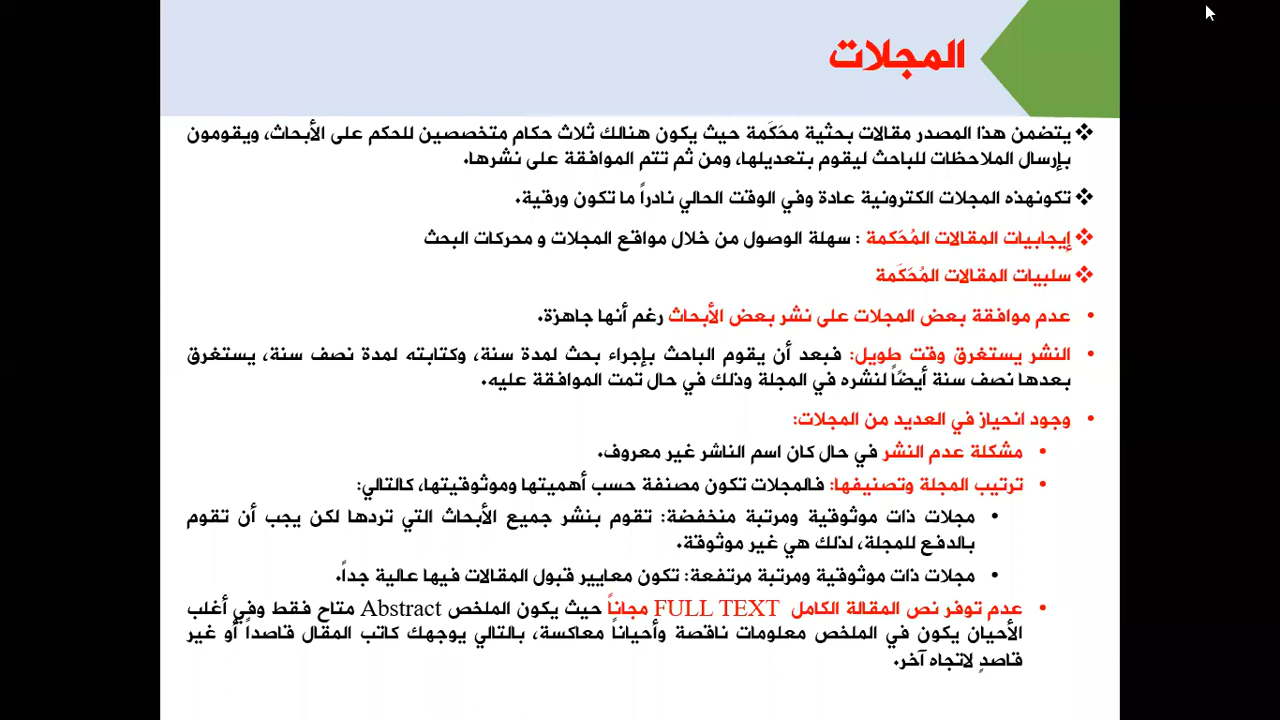 المجلات
❖ يتضمن هذا المصدر مقالات بحثية محَكَمة حيث يكون هنالك ثلاث حكام متخصصين للحكم على الأبحاث، ويقومون
بإرسال الملاحظات للباحث ليقوم بتعديلها، ومن ثم تتم الموافقة على نشرها.
❖ تكونهذه المجلات الكترونية عادة وفي الوقت الحالي نادراً ما تكون ورقية.
❖ إيجابيات المقالات المُحَكمة : سهلة الوصول من خلال مواقع المجلات و محركات البحث
❖ سلبيات المقالات المُحَكَمة
• عدم موافقة بعض المجلات على نشر بعض الأبحاث رغم أنها جاهزة.
• النشر يستغرق وقت طويل: فبعد أن يقوم الباحث بإجراء بحث لمدة سنة، وكتابته لمدة نصف سنة، يستغرق
بعدها نصف سنة أيضاً لنشره في المجلة وذلك في حال تمت الموافقة عليه.
• وجود انحياز في العديد من المجلات:
• مشكلة عدم النشر في حال كان اسم الناشر غير معروف.
• ترتيب المجلة وتصنيفها: فالمجلات تكون مصنفة حسب أهميتها وموثوقيتها، كالتالي:
• مجلات ذات موثوقية ومرتبة منخفضة: تقوم بنشر جميع الأبحاث التي تردها لكن يجب أن تقوم
بالدفع للمجلة، لذلك هي غير موثوقة.
• مجلات ذات موثوقية ومرتبة مرتفعة: تكون معايير قبول المقالات فيها عالية جداً.
• عدم توفر نص المقالة الكامل FULL TEXT مجاناً حيث يكون الملخص Abstract متاح فقط وفي أغلب
الأحيان يكون في الملخص معلومات ناقصة وأحياناً معاكسة، بالتالي يوجهك كاتب المقال قاصداً أو غير
قاصدٍ لاتجاه آخر.